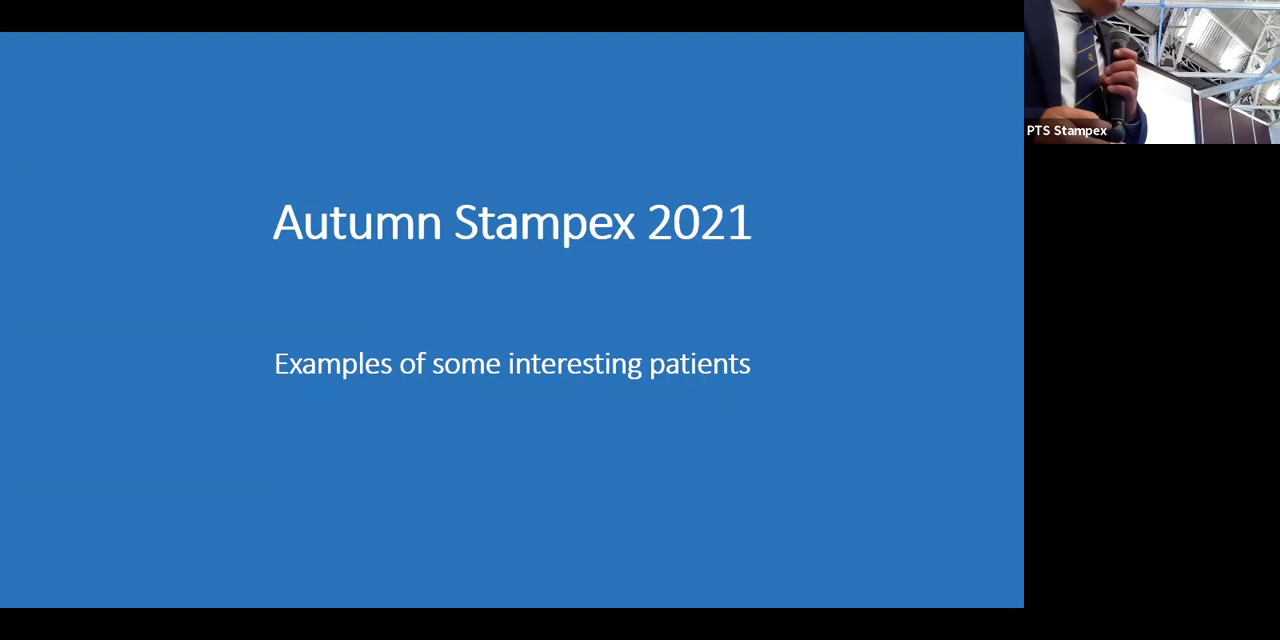 Autumn Stampex 2021
Examples of some interesting patients
PTS Stampex